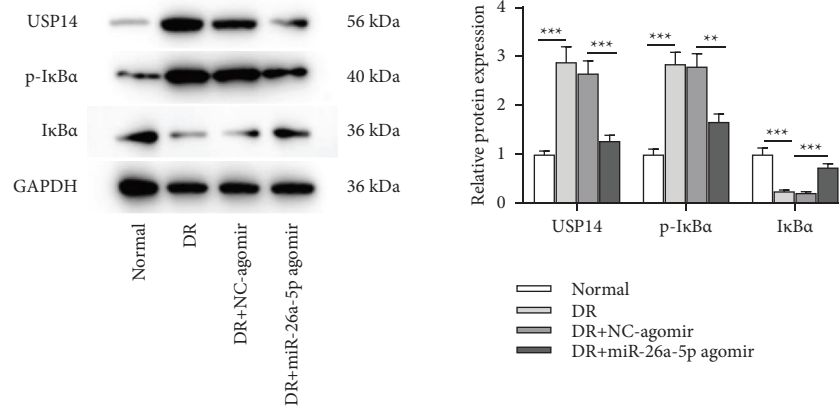 USP14 56 kDa
p-IκBα 40 kDa
IκBα 36 kDa
GAPDH 36 kDa
Normal
DR
DR+NC-agomir
DR+miR-26a-5p agomir
Relative protein expression
4
3
2
1
0
*** *** *** ** *** ***
USP14 p-IκBα IκBα
Normal
DR
DR+NC-agomir
DR+miR-26a-5p agomir